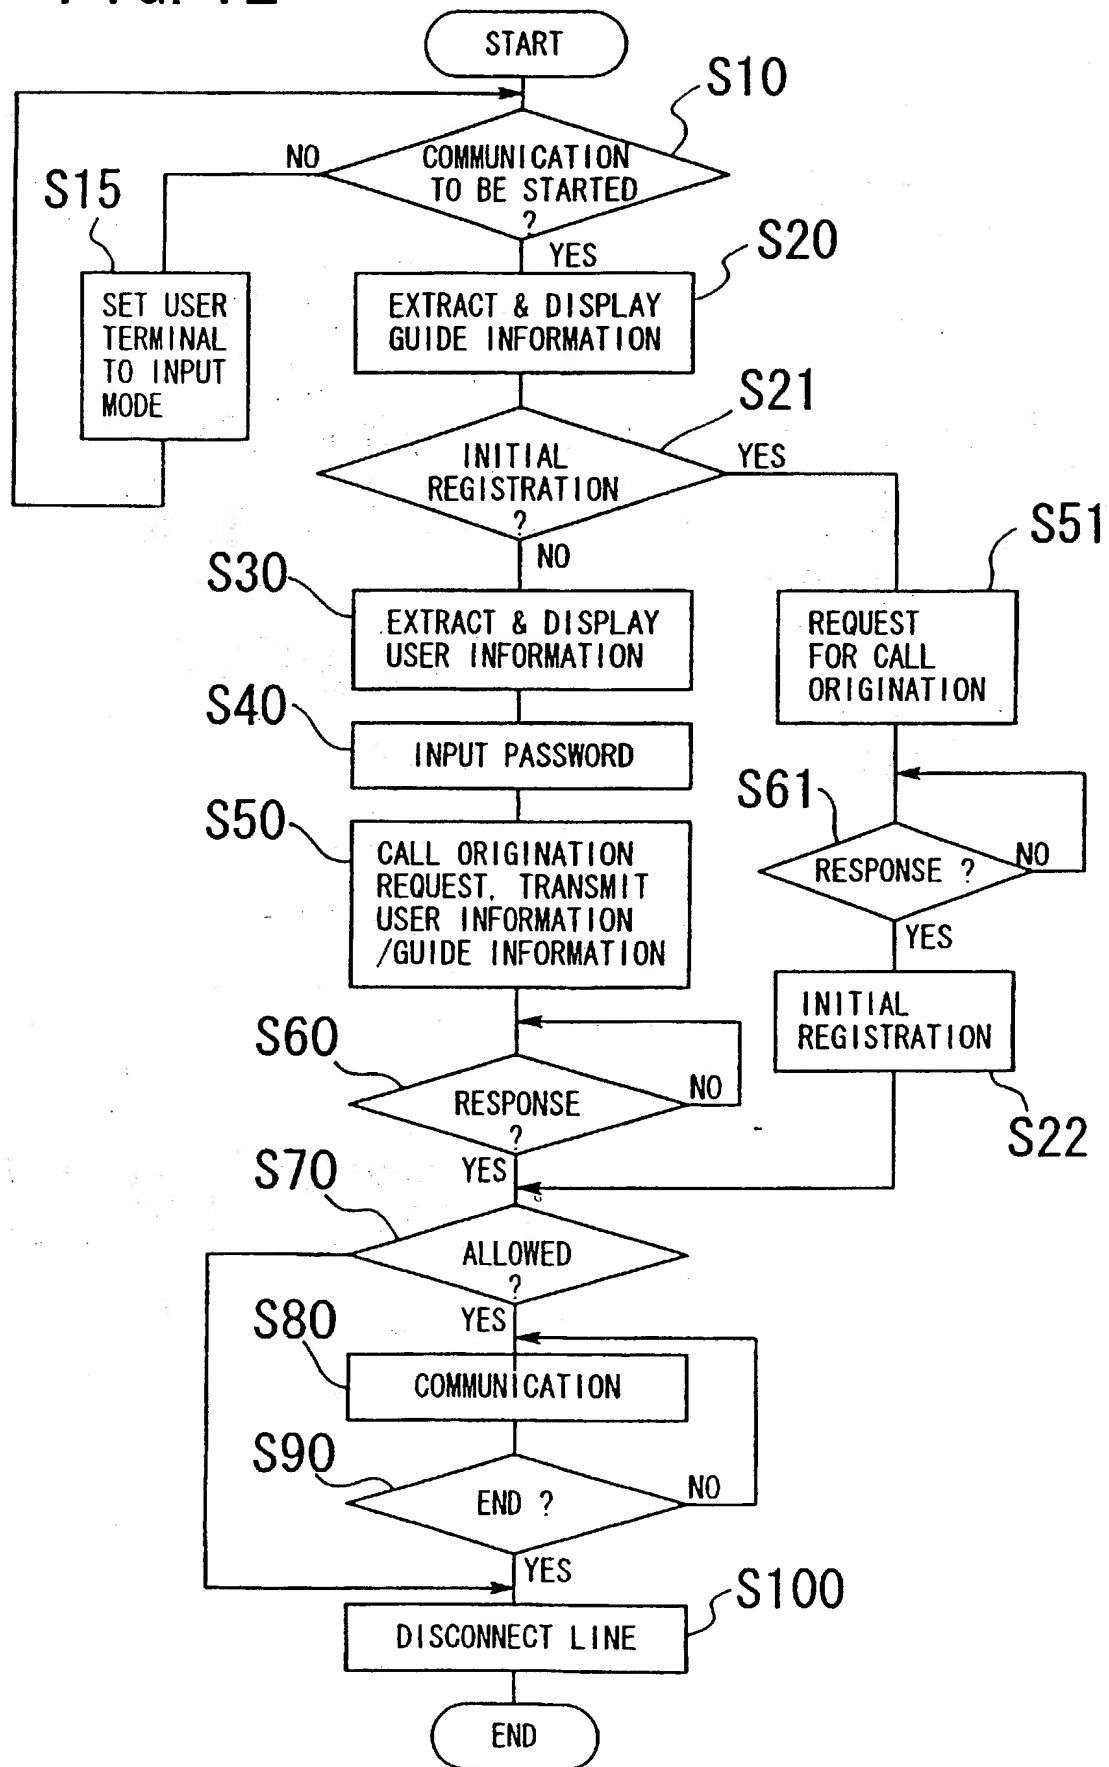 START
S10
COMMUNICATION
TO BE STARTED
?
NO
YES
S15
SET USER
TERMINAL
TO INPUT
MODE
S20
EXTRACT & DISPLAY
GUIDE INFORMATION
S21
INITIAL
REGISTRATION
?
YES
NO
S30
EXTRACT & DISPLAY
USER INFORMATION
S40
INPUT PASSWORD
S50
CALL ORIGINATION
REQUEST, TRANSMIT
USER INFORMATION
/GUIDE INFORMATION
S51
REQUEST
FOR CALL
ORIGINATION
S61
RESPONSE ?
NO
YES
INITIAL
REGISTRATION
S22
S60
RESPONSE
?
NO
YES
S70
ALLOWED
?
YES
S80
COMMUNICATION
S90
END ?
NO
YES
S100
DISCONNECT LINE
END